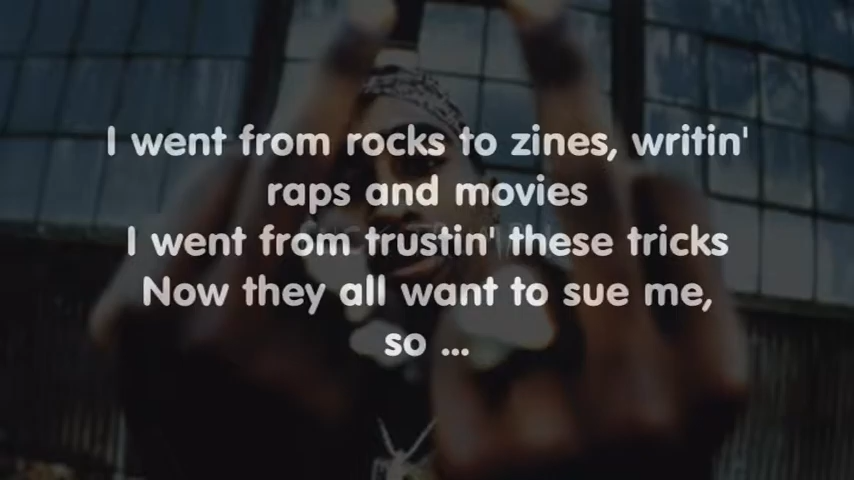 I went from rocks to zines, writin'
raps and movies
I went from trustin' these tricks
Now they all want to sue me,
so ...